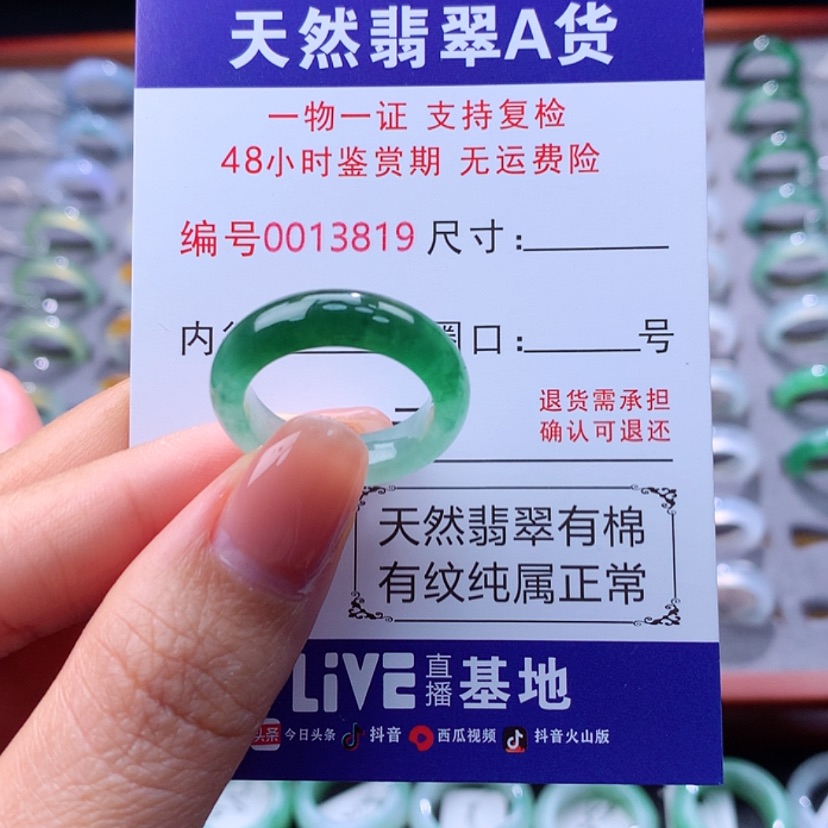 天然翡翠A货
一物一证 支持复检
48小时鉴赏期 无运费险
编号0013819 尺寸:
内 圈口: 号
退货需承担
确认可退还
天然翡翠有棉
有纹纯属正常
LiVE直播基地
头条 今日头条 抖音 西瓜视频 抖音火山版